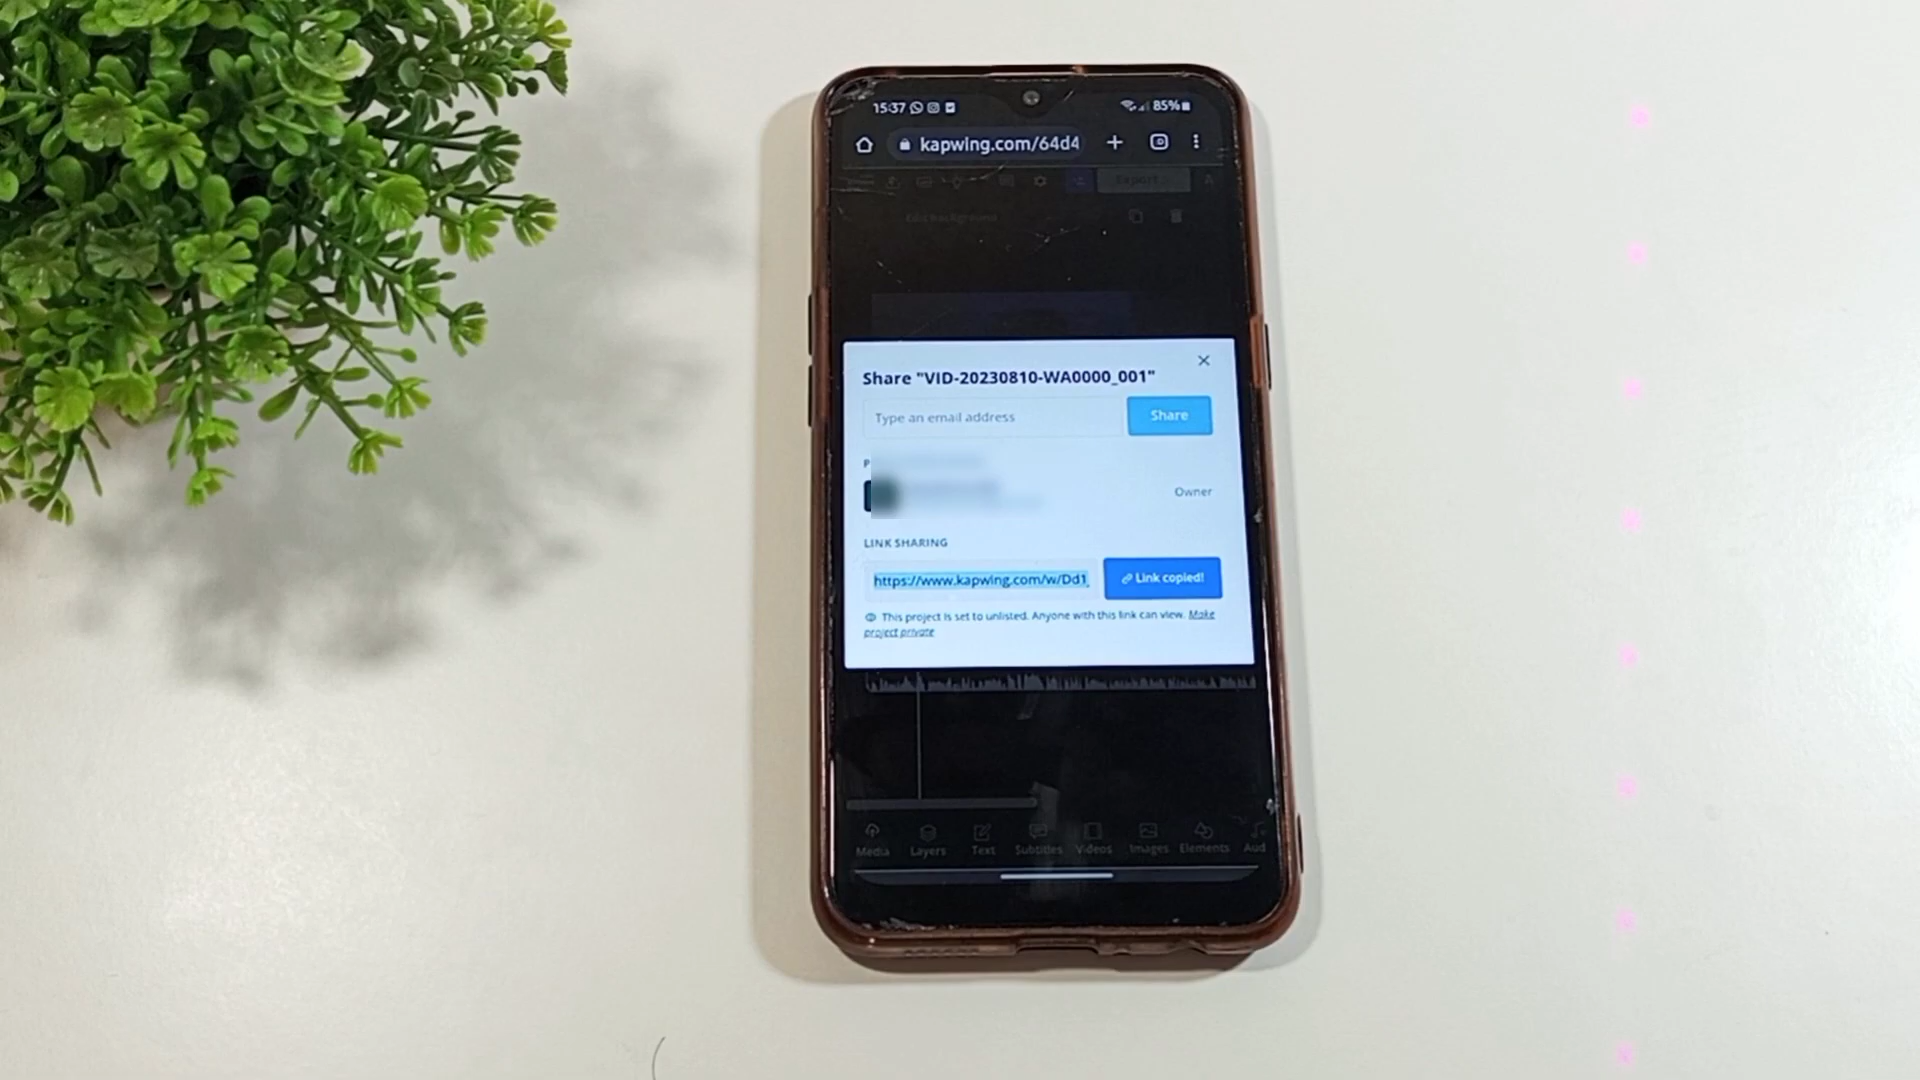 15:37
85%
kapwing.com/64d4
Export
Edit background
Share "VID-20230810-WA0000_001"
Type an email address
Share
Owner
LINK SHARING
https://www.kapwing.com/w/Dd1
Link copied!
This project is set to unlisted. Anyone with this link can view. Make
project private
Media
Layers
Text
Subtitles
Videos
Images
Elements
Aud